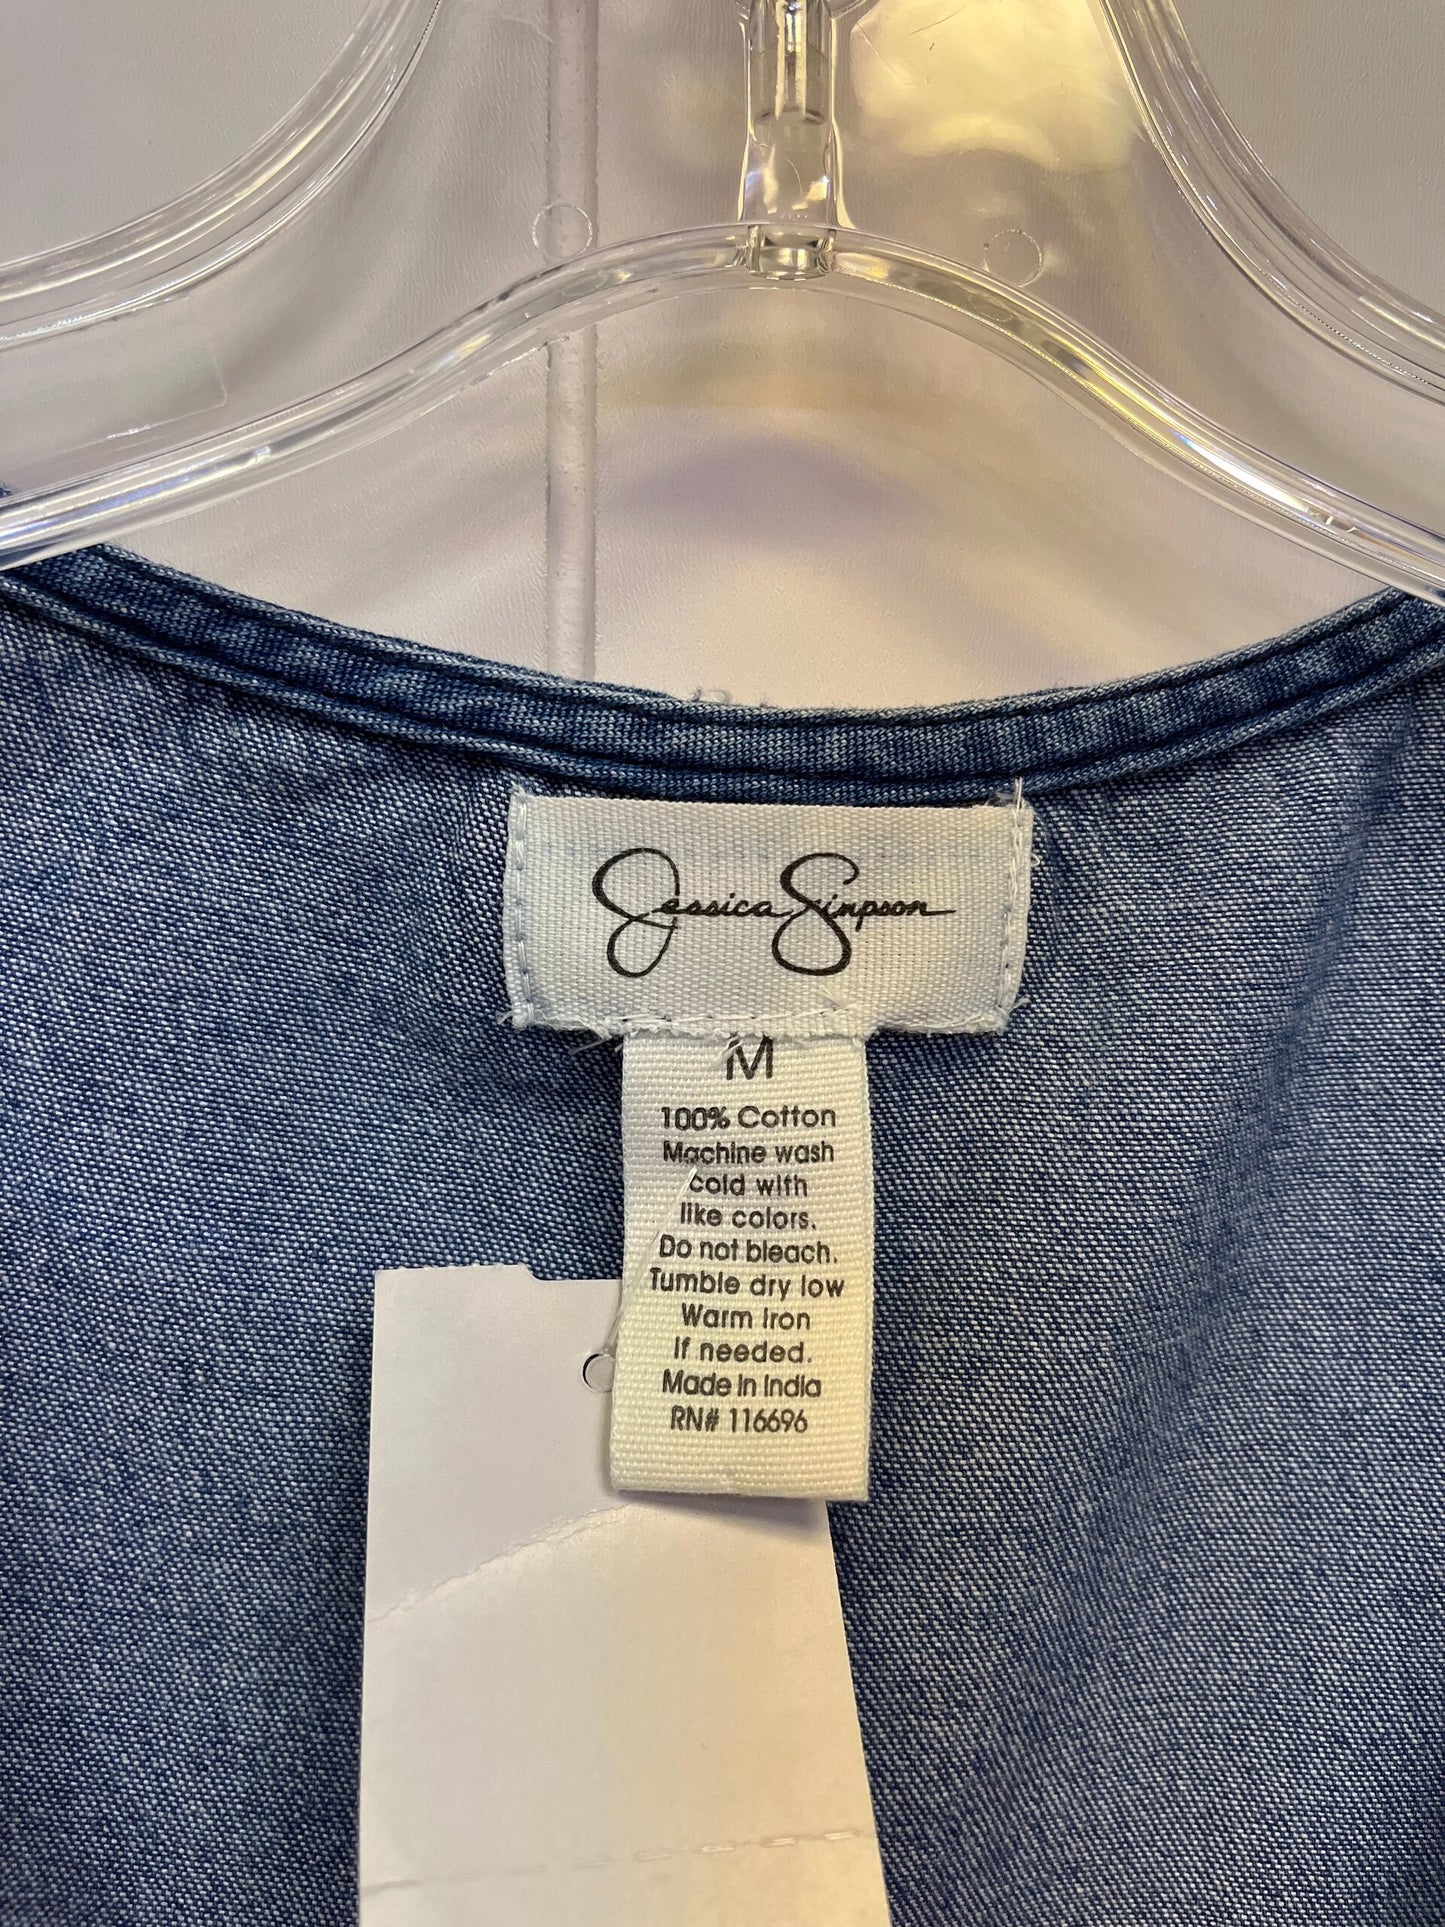 Jessica Simpson
M
100% Cotton
Machine wash
cold with
like colors.
Do not bleach.
Tumble dry low
Warm Iron
If needed.
Made in India
RN# 116696